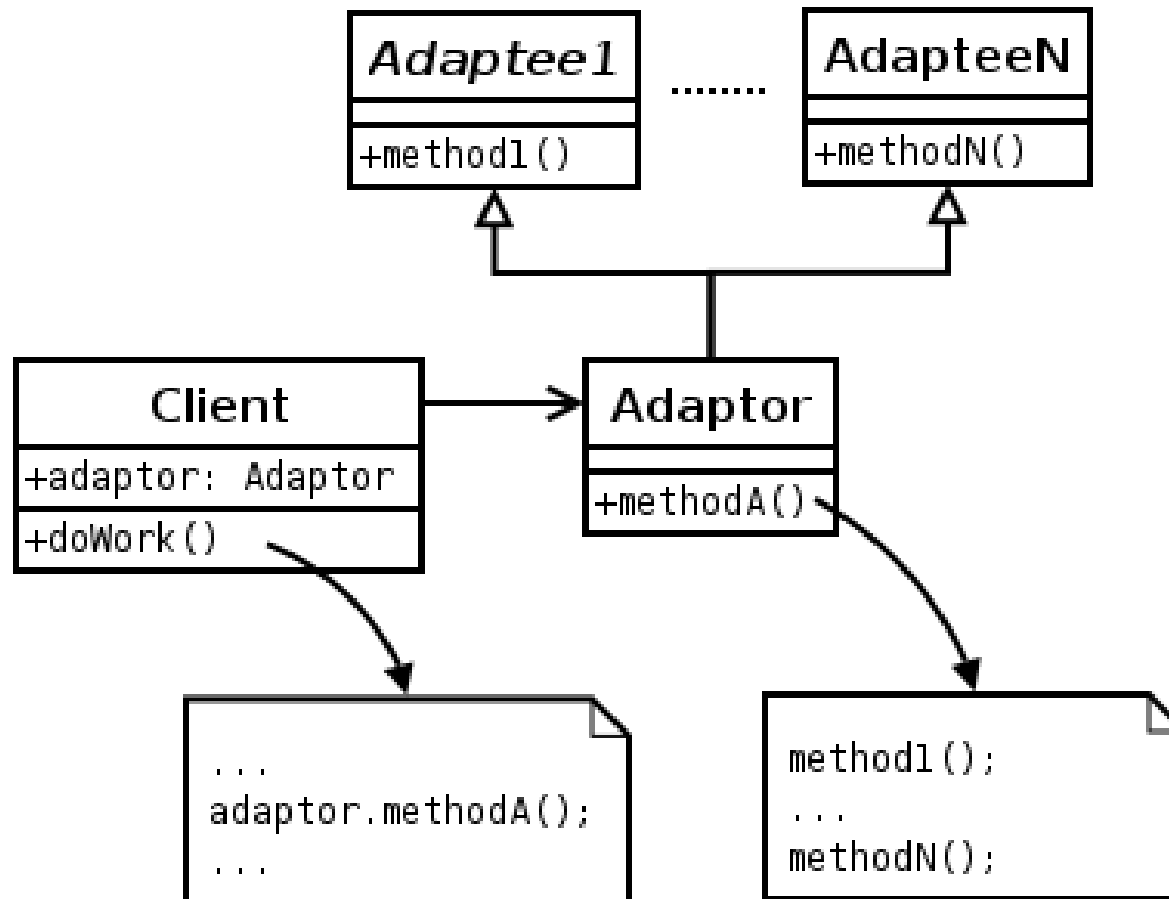 Adaptee1
AdapteeN
........
+method1()
+methodN()
Client
Adaptor
+adaptor: Adaptor
+methodA()
+doWork()
...
adaptor.methodA();
...
method1();
...
methodN();